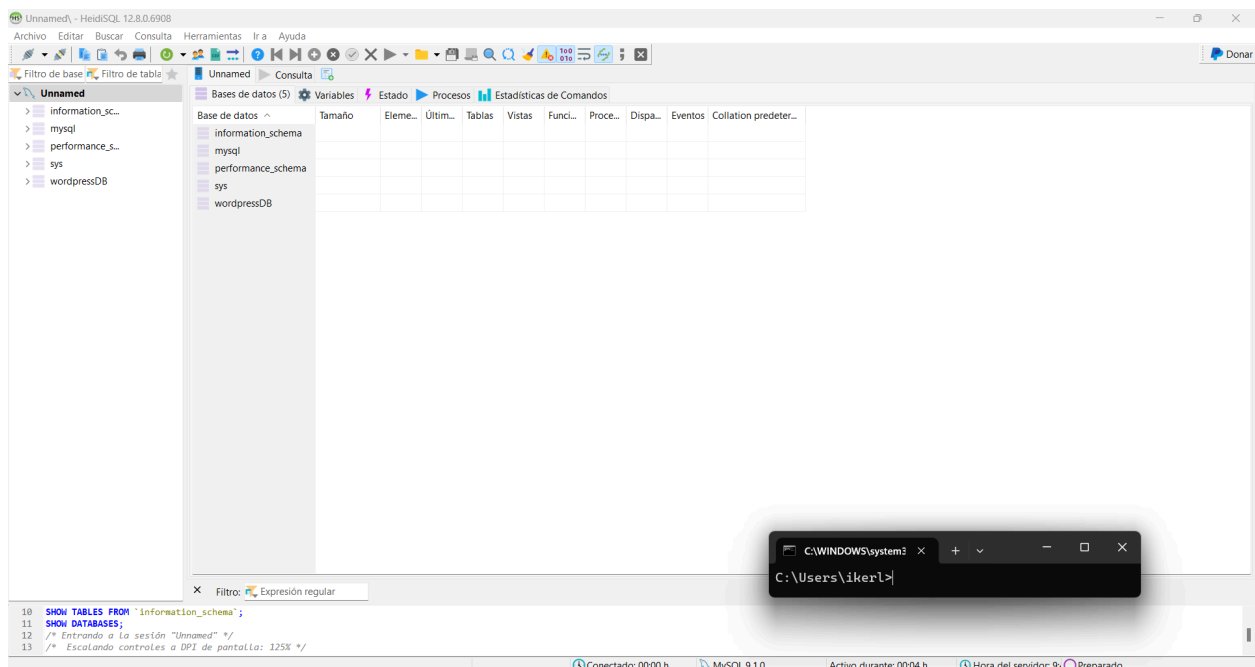 Unnamed\ - HeidiSQL 12.8.0.6908
Archivo Editar Buscar Consulta Herramientas Ir a Ayuda
Donar
Filtro de base Filtro de tabla Unnamed Consulta
Unnamed
information_sc...
mysql
performance_s...
sys
wordpressDB
Bases de datos (5) Variables Estado Procesos Estadísticas de Comandos
Base de datos Tamaño Eleme... Últim... Tablas Vistas Funci... Proce... Dispa... Eventos Collation predeter...
information_schema
mysql
performance_schema
sys
wordpressDB
C:\WINDOWS\system3
C:\Users\ikerl>
Filtro: Expresión regular
10 SHOW TABLES FROM `information_schema`;
11 SHOW DATABASES;
12 /* Entrando a la sesión "Unnamed" */
13 /* Escalando controles a DPI de pantalla: 125% */
Conectado: 00:00 h MySQL 9.1.0 Activo durante: 00:04 h Hora del servidor: 9: Preparado